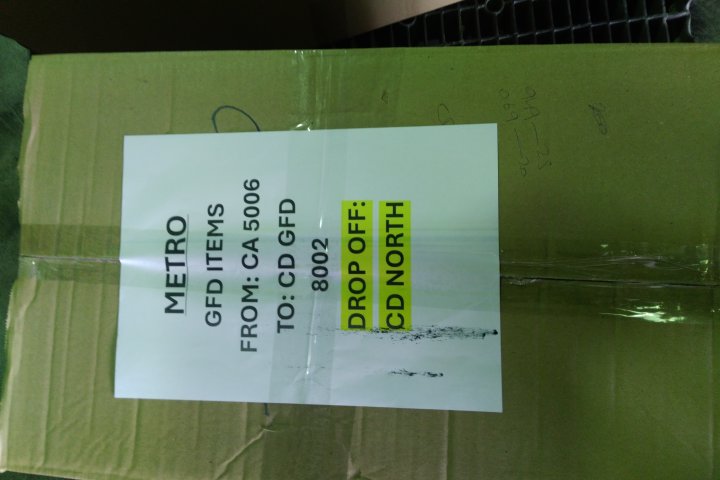 METRO
GFD ITEMS
FROM: CA 5006
TO: CD GFD
8002
DROP OFF:
CD NORTH